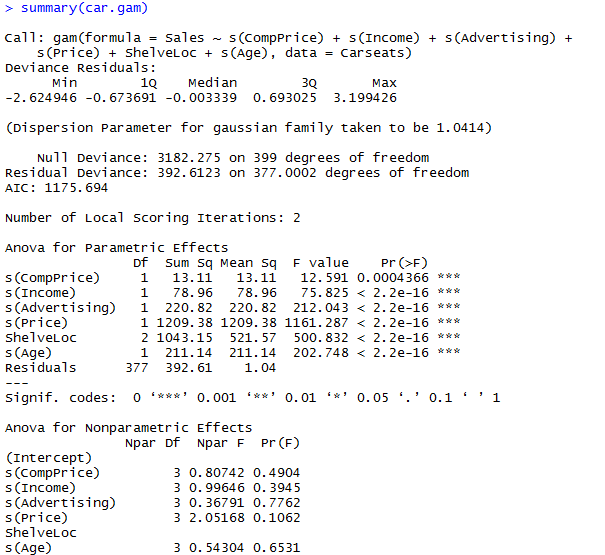 > summary(car.gam)
Call: gam(formula = Sales ~ s(CompPrice) + s(Income) + s(Advertising) +
    s(Price) + ShelveLoc + s(Age), data = Carseats)
Deviance Residuals:
      Min        1Q    Median        3Q       Max
-2.624946 -0.673691 -0.003339  0.693025  3.199426
(Dispersion Parameter for gaussian family taken to be 1.0414)
    Null Deviance: 3182.275 on 399 degrees of freedom
Residual Deviance: 392.6123 on 377.0002 degrees of freedom
AIC: 1175.694
Number of Local Scoring Iterations: 2
Anova for Parametric Effects
                Df  Sum Sq Mean Sq  F value    Pr(>F)
s(CompPrice)     1   13.11   13.11   12.591 0.0004366 ***
s(Income)        1   78.96   78.96   75.825 < 2.2e-16 ***
s(Advertising)   1  220.82  220.82  212.043 < 2.2e-16 ***
s(Price)         1 1209.38 1209.38 1161.287 < 2.2e-16 ***
ShelveLoc        2 1043.15  521.57  500.832 < 2.2e-16 ***
s(Age)           1  211.14  211.14  202.748 < 2.2e-16 ***
Residuals      377  392.61    1.04
---
Signif. codes:  0 ‘***’ 0.001 ‘**’ 0.01 ‘*’ 0.05 ‘.’ 0.1 ‘ ’ 1
Anova for Nonparametric Effects
               Npar Df  Npar F  Pr(F)
(Intercept)
s(CompPrice)         3 0.80742 0.4904
s(Income)            3 0.99646 0.3945
s(Advertising)       3 0.36791 0.7762
s(Price)             3 2.05168 0.1062
ShelveLoc
s(Age)               3 0.54304 0.6531